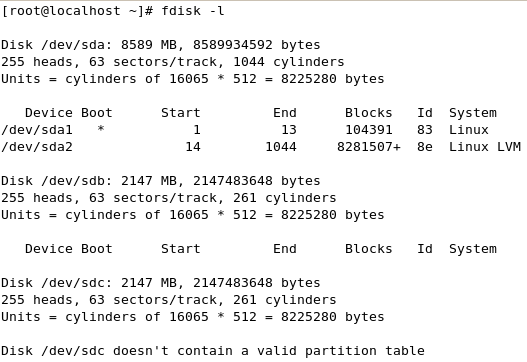 [root@localhost ~]# fdisk -l
Disk /dev/sda: 8589 MB, 8589934592 bytes
255 heads, 63 sectors/track, 1044 cylinders
Units = cylinders of 16065 * 512 = 8225280 bytes
Device Boot Start End Blocks Id System
/dev/sda1 * 1 13 104391 83 Linux
/dev/sda2 14 1044 8281507+ 8e Linux LVM
Disk /dev/sdb: 2147 MB, 2147483648 bytes
255 heads, 63 sectors/track, 261 cylinders
Units = cylinders of 16065 * 512 = 8225280 bytes
Device Boot Start End Blocks Id System
Disk /dev/sdc: 2147 MB, 2147483648 bytes
255 heads, 63 sectors/track, 261 cylinders
Units = cylinders of 16065 * 512 = 8225280 bytes
Disk /dev/sdc doesn't contain a valid partition table